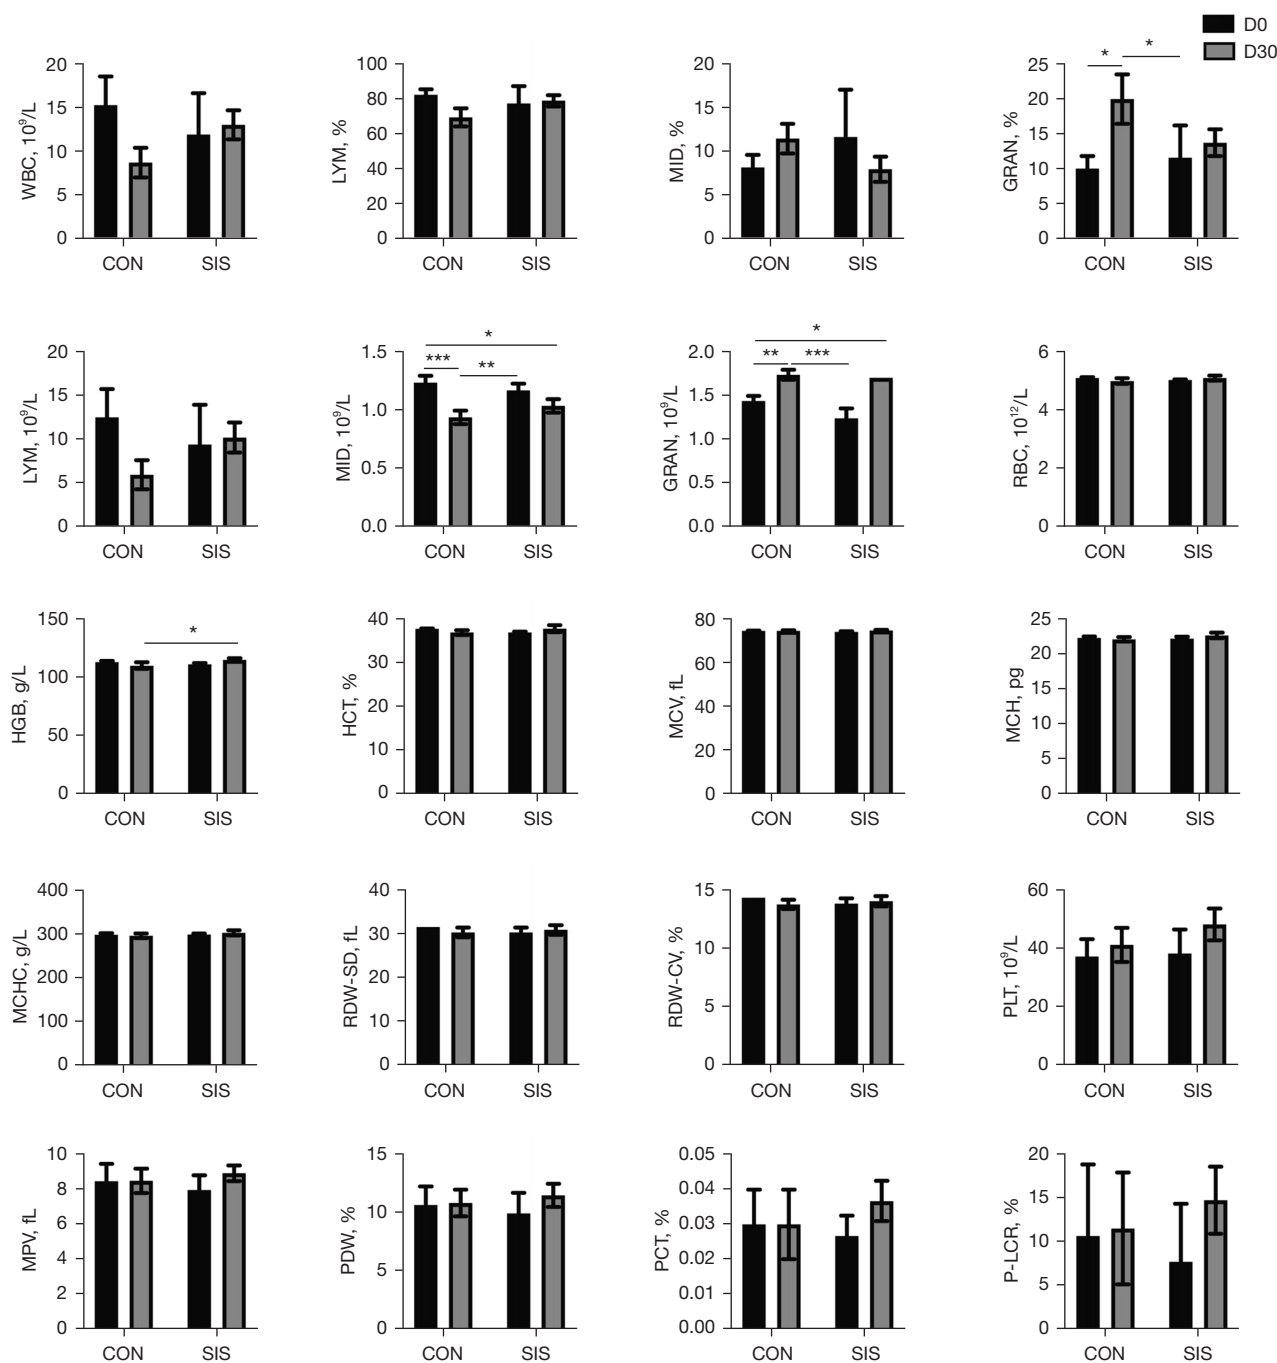 D0
D30
WBC, 10⁹/L
20
15
10
5
0
CON SIS
LYM, %
100
80
60
40
20
0
CON SIS
MID, %
20
15
10
5
0
CON SIS
GRAN, %
25
20
15
10
5
0
* *
CON SIS
LYM, 10⁹/L
20
15
10
5
0
CON SIS
MID, 10⁹/L
1.5
1.0
0.5
0.0
*
*** **
CON SIS
GRAN, 10⁹/L
2.0
1.5
1.0
0.5
0.0
*
** ***
CON SIS
RBC, 10¹²/L
6
4
2
0
CON SIS
HGB, g/L
150
100
50
0
*
CON SIS
HCT, %
40
30
20
10
0
CON SIS
MCV, fL
80
60
40
20
0
CON SIS
MCH, pg
25
20
15
10
5
0
CON SIS
MCHC, g/L
400
300
200
100
0
CON SIS
RDW-SD, fL
40
30
20
10
0
CON SIS
RDW-CV, %
15
10
5
0
CON SIS
PLT, 10⁹/L
60
40
20
0
CON SIS
MPV, fL
10
8
6
4
2
0
CON SIS
PDW, %
15
10
5
0
CON SIS
PCT, %
0.05
0.04
0.03
0.02
0.01
0.00
CON SIS
P-LCR, %
20
15
10
5
0
CON SIS